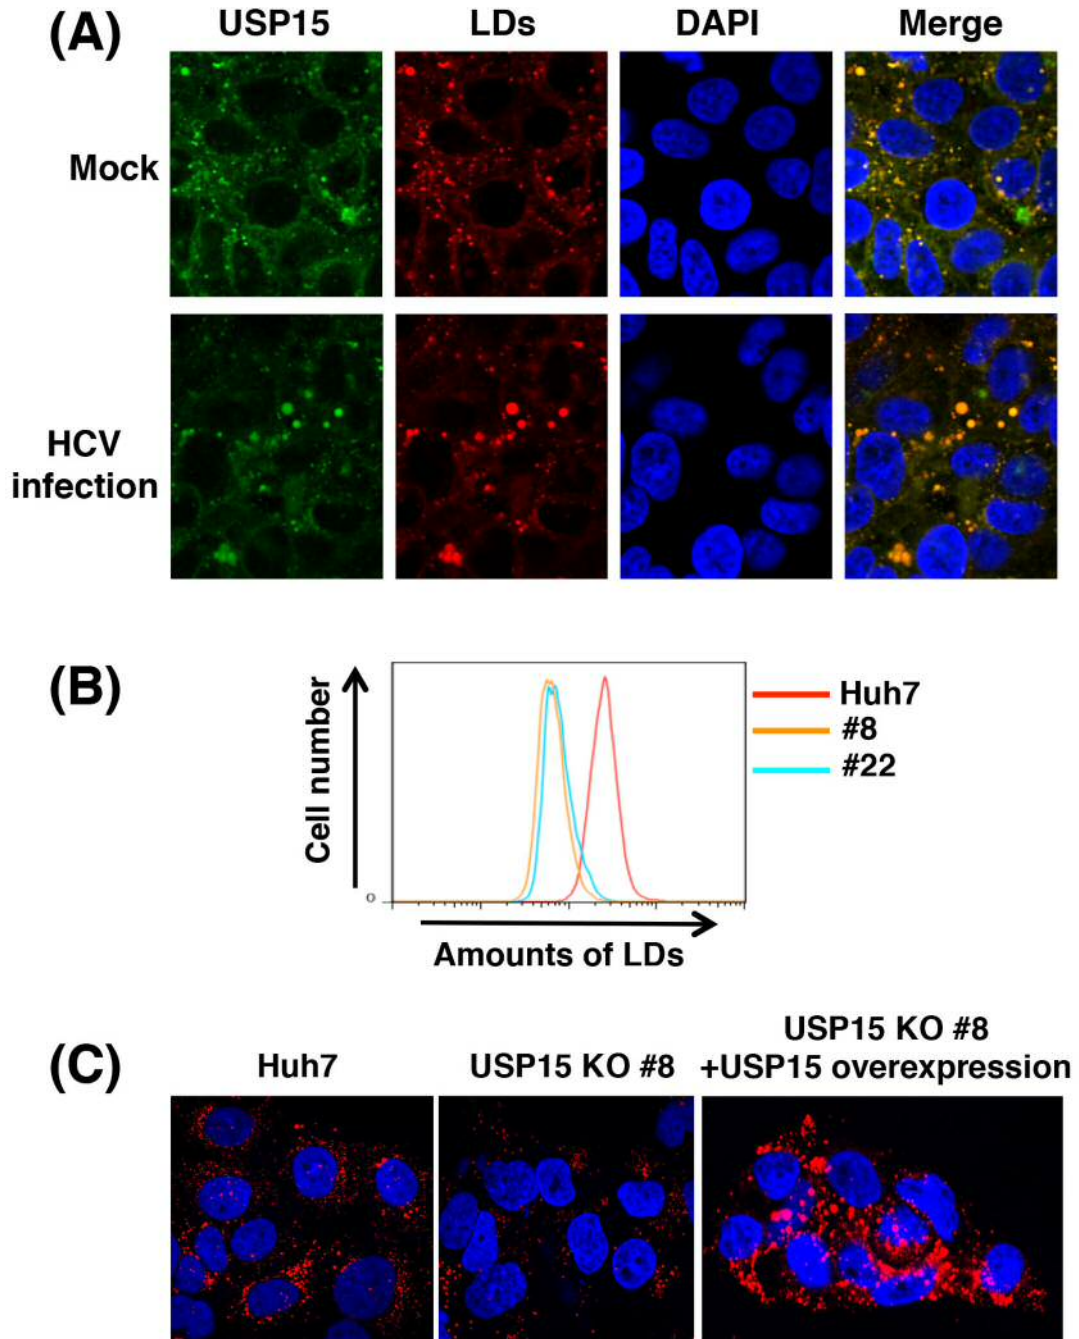 (A)
USP15 LDs DAPI Merge
Mock
HCV
infection
(B)
Cell number
Huh7
#8
#22
0
Amounts of LDs
(C)
Huh7
USP15 KO #8
USP15 KO #8
+USP15 overexpression